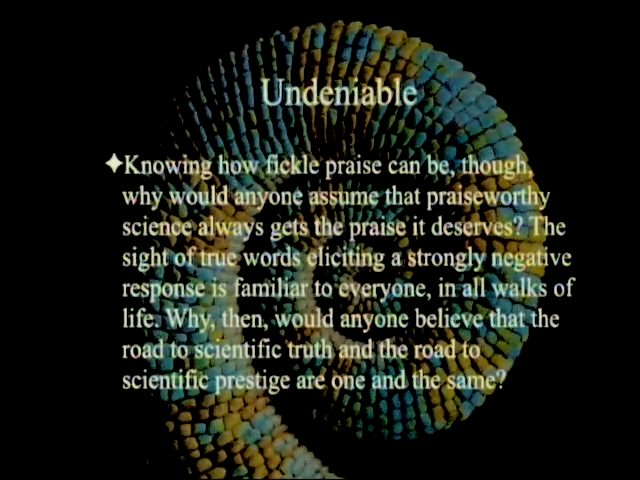 Undeniable
✦Knowing how fickle praise can be, though,
why would anyone assume that praiseworthy
science always gets the praise it deserves? The
sight of true words eliciting a strongly negative
response is familiar to everyone, in all walks of
life. Why, then, would anyone believe that the
road to scientific truth and the road to
scientific prestige are one and the same?